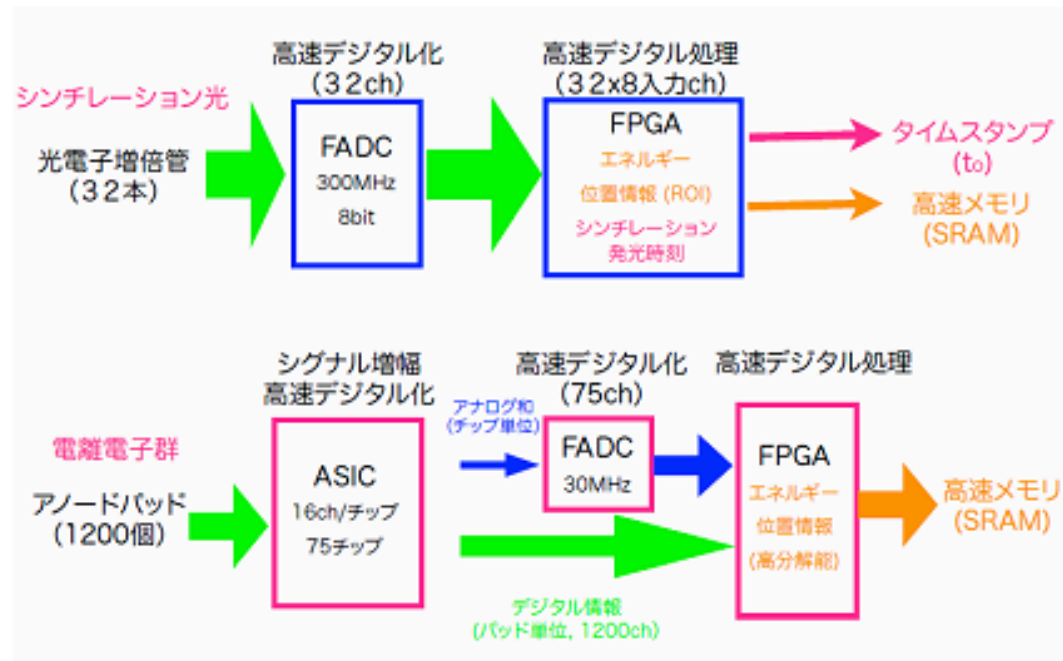 高速デジタル化
(32ch)
高速デジタル処理
(32x8入力ch)
シンチレーション光
光電子増倍管
(32本)
FADC
300MHz
8bit
FPGA
エネルギー
位置情報 (ROI)
シンチレーション
発光時刻
タイムスタンプ
(t₀)
高速メモリ
(SRAM)
シグナル増幅
高速デジタル化
高速デジタル化
(75ch)
高速デジタル処理
アナログ和
(チップ単位)
電離電子群
アノードパッド
(1200個)
ASIC
16ch/チップ
75チップ
FADC
30MHz
FPGA
エネルギー
位置情報
(高分解能)
高速メモリ
(SRAM)
デジタル情報
(パッド単位, 1200ch)